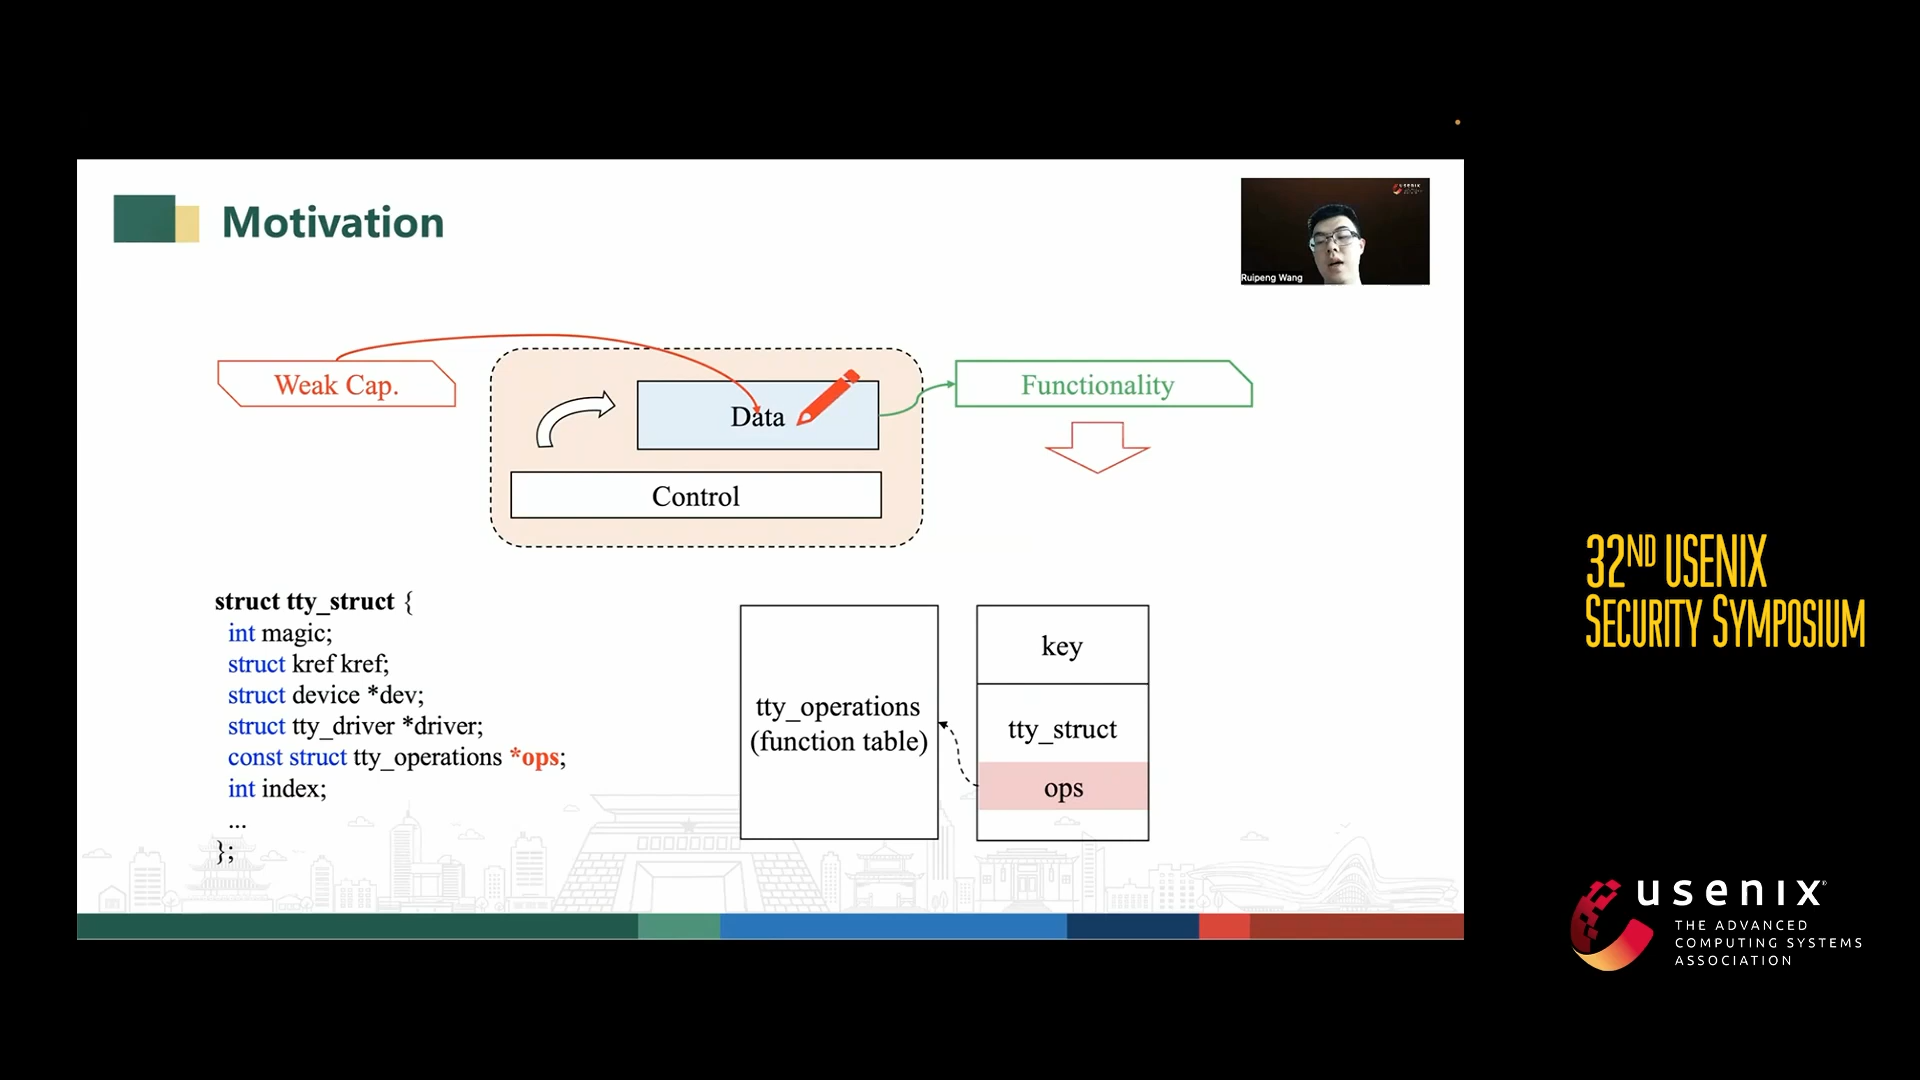 Motivation
Ruipeng Wang
Weak Cap.
Data
Functionality
Control
struct tty_struct {
int magic;
struct kref kref;
struct device *dev;
struct tty_driver *driver;
const struct tty_operations *ops;
int index;
...
};
tty_operations
(function table)
key
tty_struct
ops
32ND USENIX
SECURITY SYMPOSIUM
usenix®
THE ADVANCED
COMPUTING SYSTEMS
ASSOCIATION